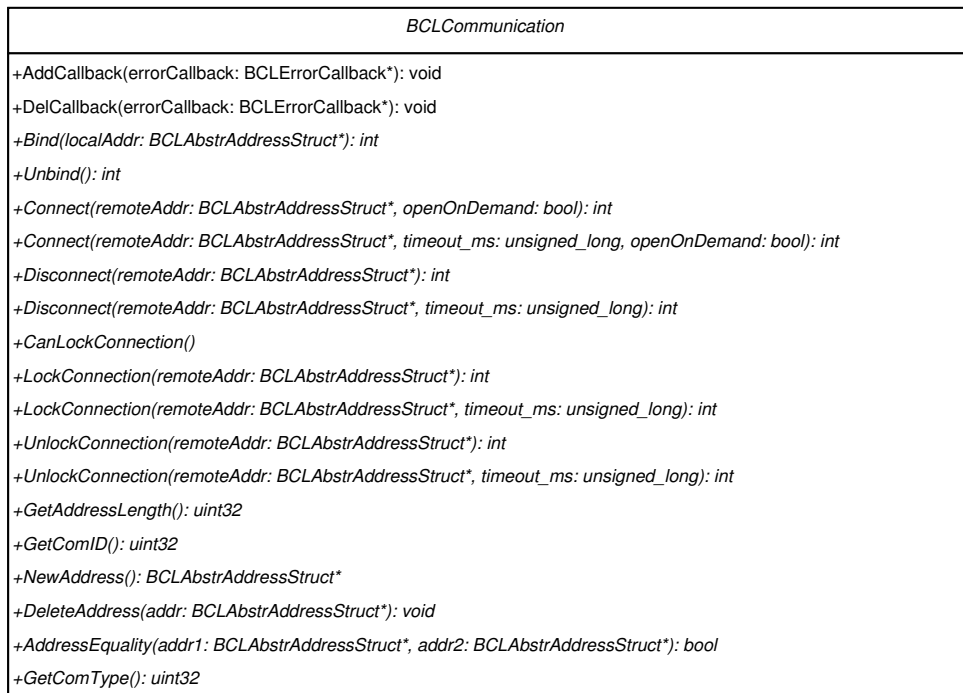 BCLCommunication
+AddCallback(errorCallback: BCLErrorCallback*): void
+DelCallback(errorCallback: BCLErrorCallback*): void
+Bind(localAddr: BCLAbstrAddressStruct*): int
+Unbind(): int
+Connect(remoteAddr: BCLAbstrAddressStruct*, openOnDemand: bool): int
+Connect(remoteAddr: BCLAbstrAddressStruct*, timeout_ms: unsigned_long, openOnDemand: bool): int
+Disconnect(remoteAddr: BCLAbstrAddressStruct*): int
+Disconnect(remoteAddr: BCLAbstrAddressStruct*, timeout_ms: unsigned_long): int
+CanLockConnection()
+LockConnection(remoteAddr: BCLAbstrAddressStruct*): int
+LockConnection(remoteAddr: BCLAbstrAddressStruct*, timeout_ms: unsigned_long): int
+UnlockConnection(remoteAddr: BCLAbstrAddressStruct*): int
+UnlockConnection(remoteAddr: BCLAbstrAddressStruct*, timeout_ms: unsigned_long): int
+GetAddressLength(): uint32
+GetComID(): uint32
+NewAddress(): BCLAbstrAddressStruct*
+DeleteAddress(addr: BCLAbstrAddressStruct*): void
+AddressEquality(addr1: BCLAbstrAddressStruct*, addr2: BCLAbstrAddressStruct*): bool
+GetComType(): uint32